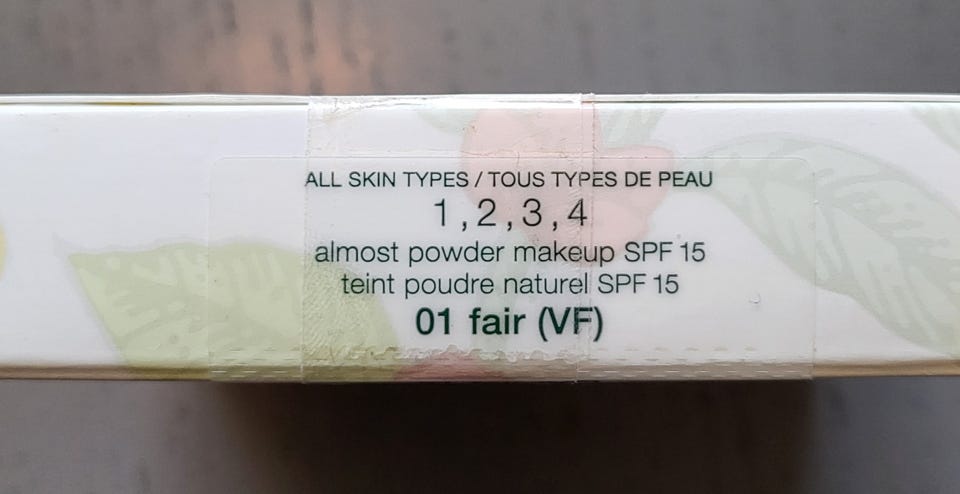 ALL SKIN TYPES / TOUS TYPES DE PEAU
1 , 2 , 3 , 4
almost powder makeup SPF 15
teint poudre naturel SPF 15
01 fair (VF)